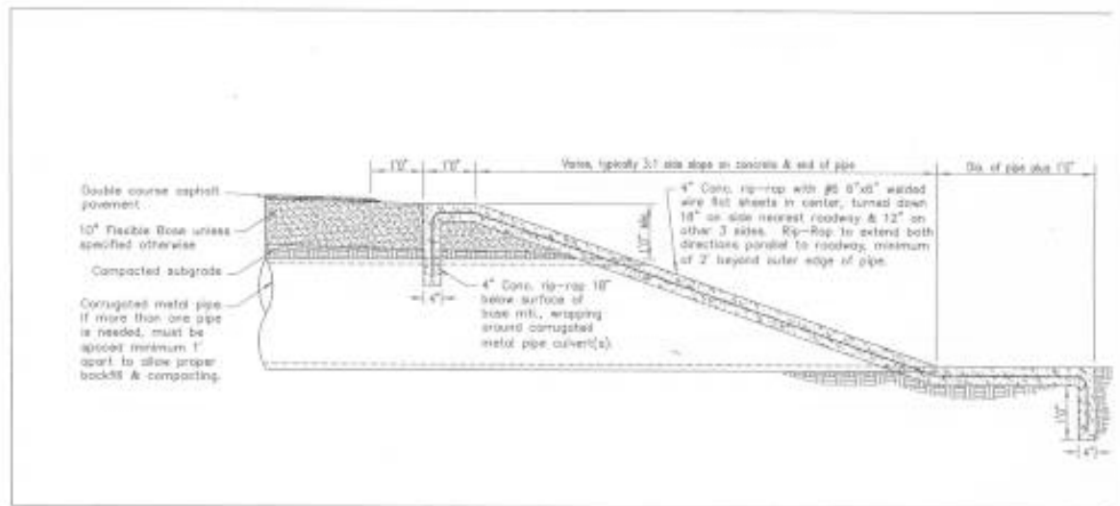 1'0"
1'0"
Varies, typically 3:1 side slope on concrete & end of pipe
Dia. of pipe plus 1'0"
Double course asphalt
pavement
10" Flexible Base unless
specified otherwise
Compacted subgrade
Corrugated metal pipe
If more than one pipe
is needed, must be
spaced minimum 1'
apart to allow proper
backfill & compacting.
1'0"
4"
4" Conc. rip-rap 18"
below surface of
base mtl., wrapping
around corrugated
metal pipe culvert(s).
4" Conc. rip-rap with #6 6"x6" welded
wire flat sheets in center, turned down
18" on side nearest roadway & 12" on
other 3 sides. Rip-Rap to extend both
directions parallel to roadway, minimum
of 2' beyond outer edge of pipe.
1'0"
4"